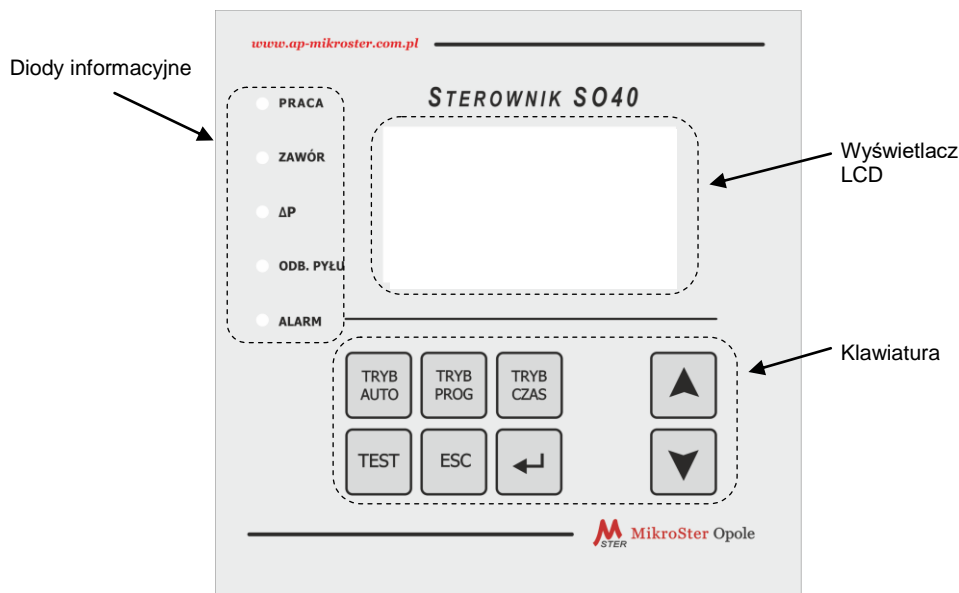 www.ap-mikroster.com.pl
Diody informacyjne
STEROWNIK SO40
PRACA
ZAWÓR
ΔP
ODB. PYŁU
ALARM
Wyświetlacz
LCD
Klawiatura
TRYB
AUTO
TRYB
PROG
TRYB
CZAS
TEST
ESC
M
STER
MikroSter Opole